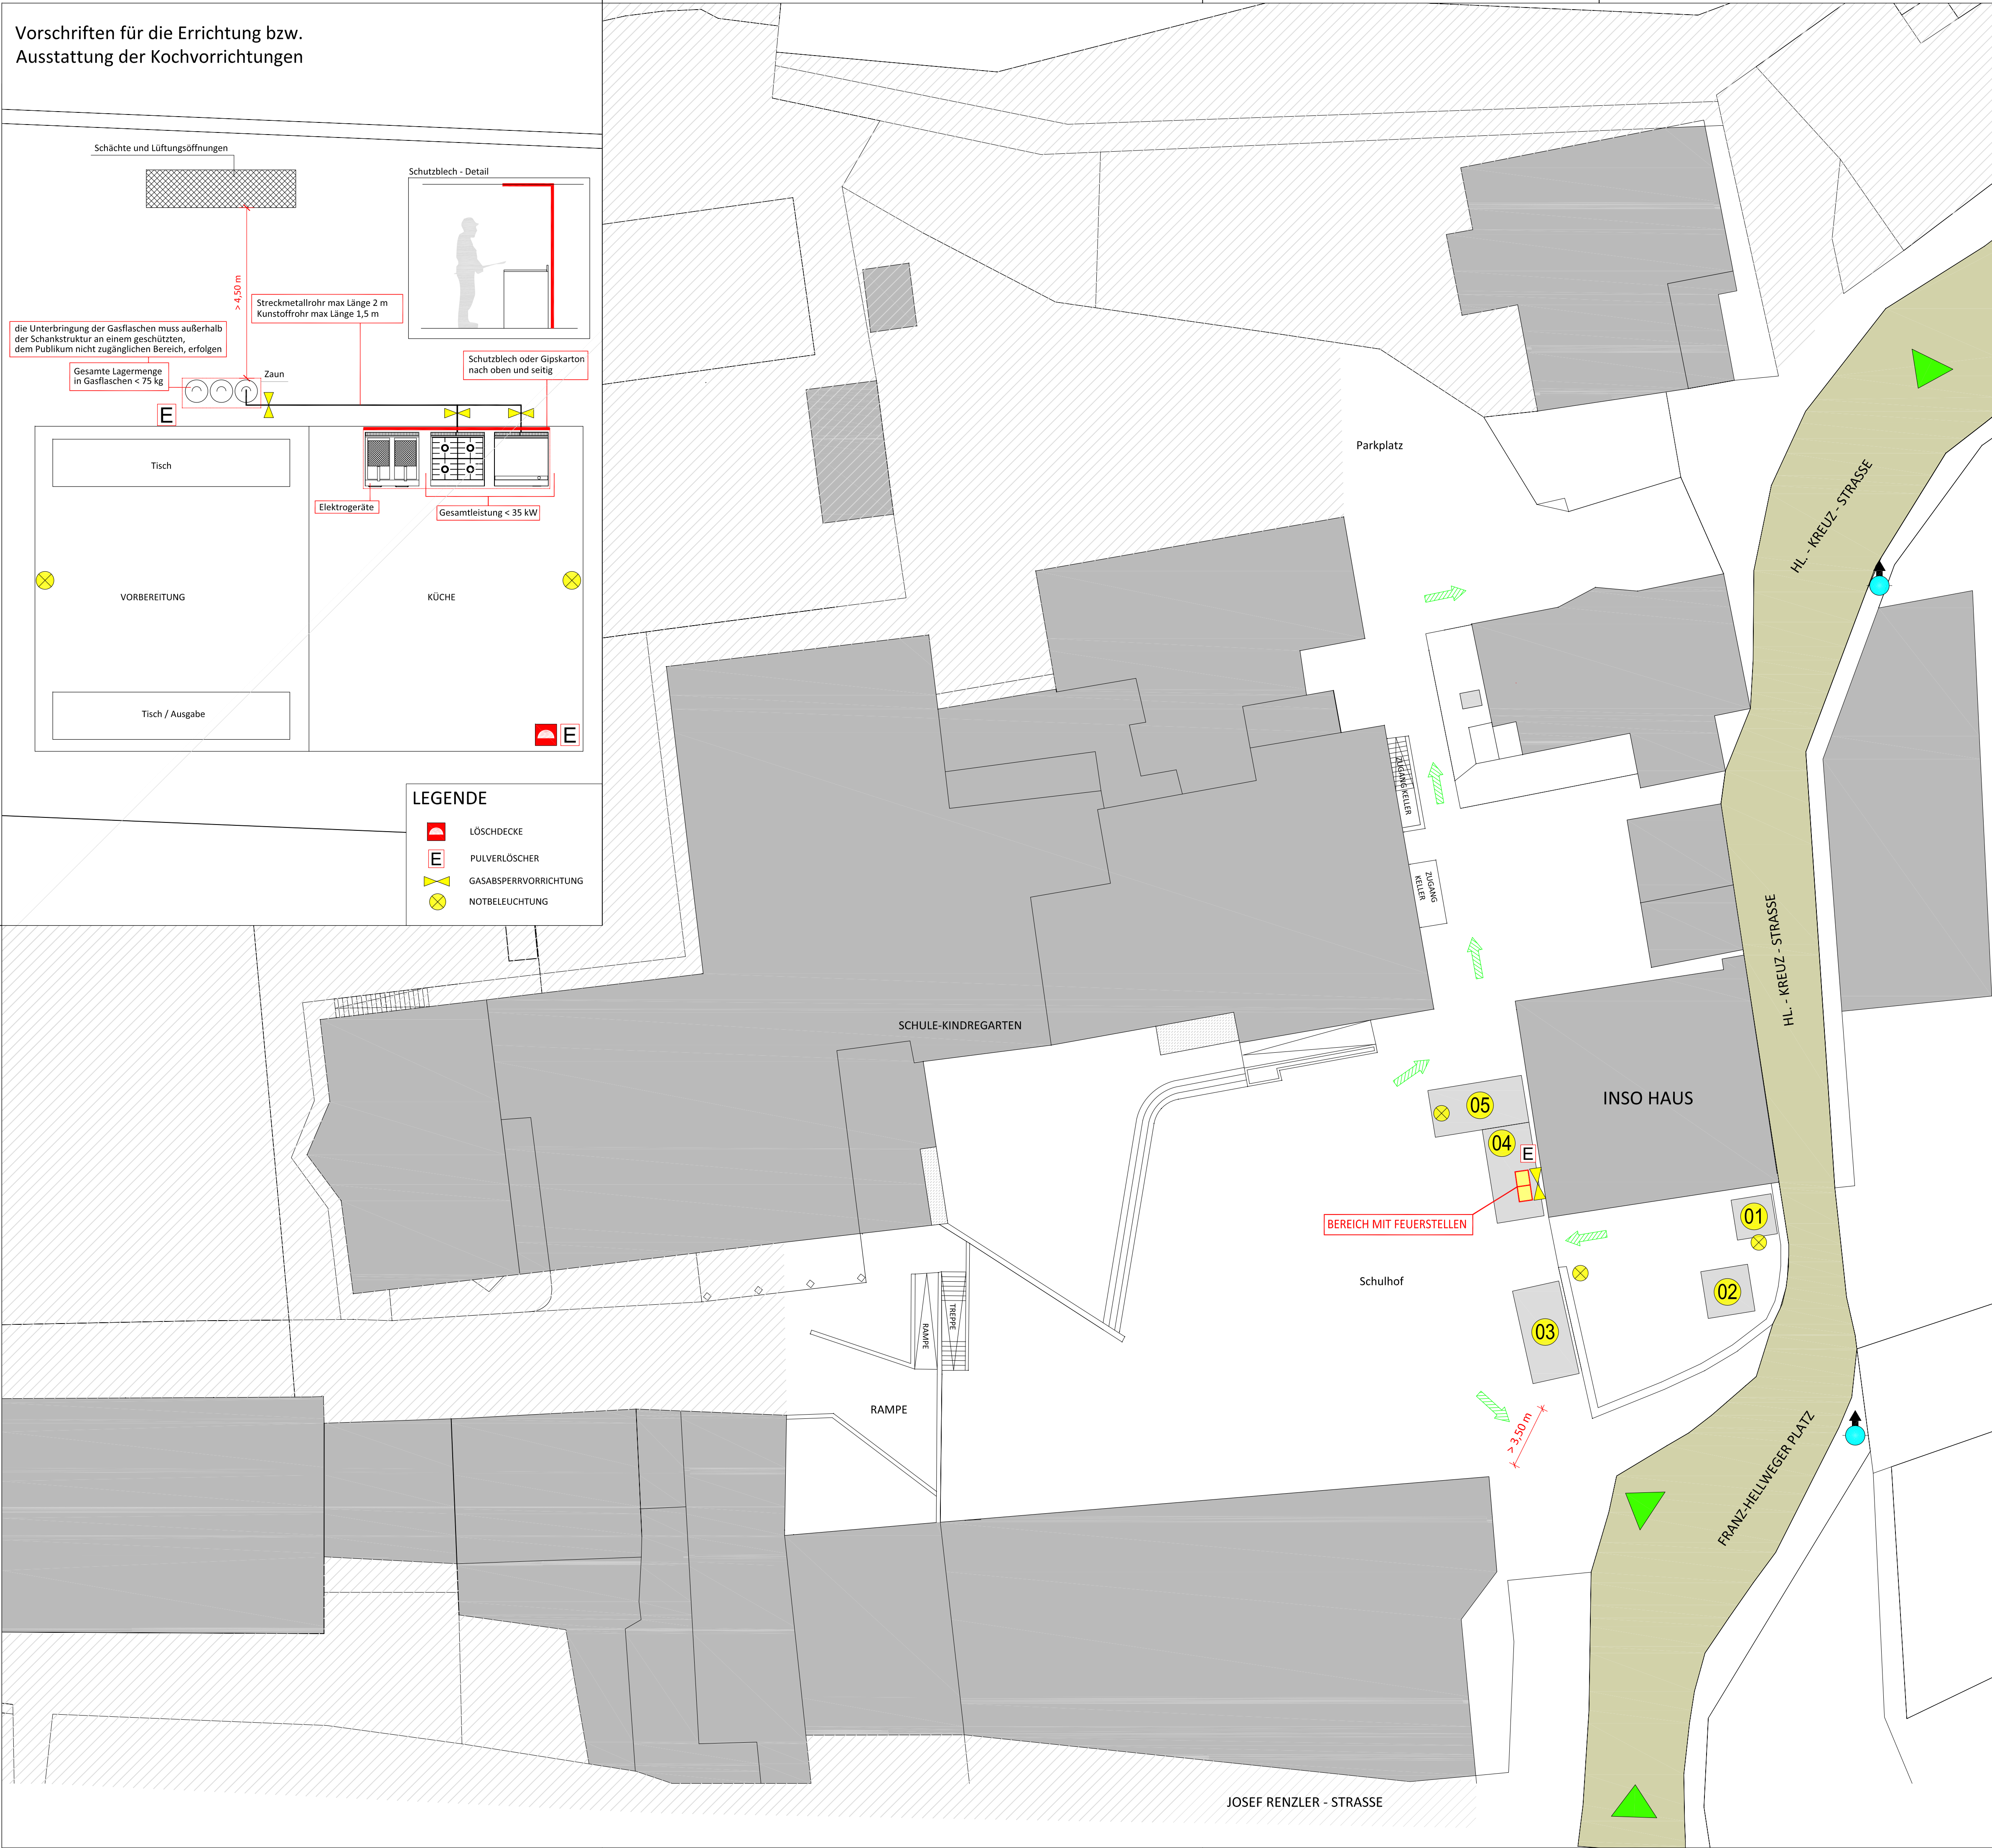 Vorschriften für die Errichtung bzw.
Ausstattung der Kochvorrichtungen
Schächte und Lüftungsöffnungen
Schutzblech - Detail
> 4,50 m
Streckmetallrohr max Länge 2 m
Kunstoffrohr max Länge 1,5 m
die Unterbringung der Gasflaschen muss außerhalb
der Schankstruktur an einem geschützten,
dem Publikum nicht zugänglichen Bereich, erfolgen
Gesamte Lagermenge
in Gasflaschen < 75 kg
Zaun
Schutzblech oder Gipskarton
nach oben und seitig
E
Tisch
Elektrogeräte
Gesamtleistung < 35 kW
VORBEREITUNG
KÜCHE
Tisch / Ausgabe
E
LEGENDE
LÖSCHDECKE
E
PULVERLÖSCHER
GASABSPERRVORRICHTUNG
NOTBELEUCHTUNG
Parkplatz
HL. - KREUZ - STRASSE
ZUGANG KELLER
ZUGANG
KELLER
HL. - KREUZ - STRASSE
SCHULE-KINDREGARTEN
INSO HAUS
05
04
E
BEREICH MIT FEUERSTELLEN
01
02
03
Schulhof
TREPPE
RAMPE
RAMPE
> 3,50 m
FRANZ-HELLWEGER PLATZ
JOSEF RENZLER - STRASSE